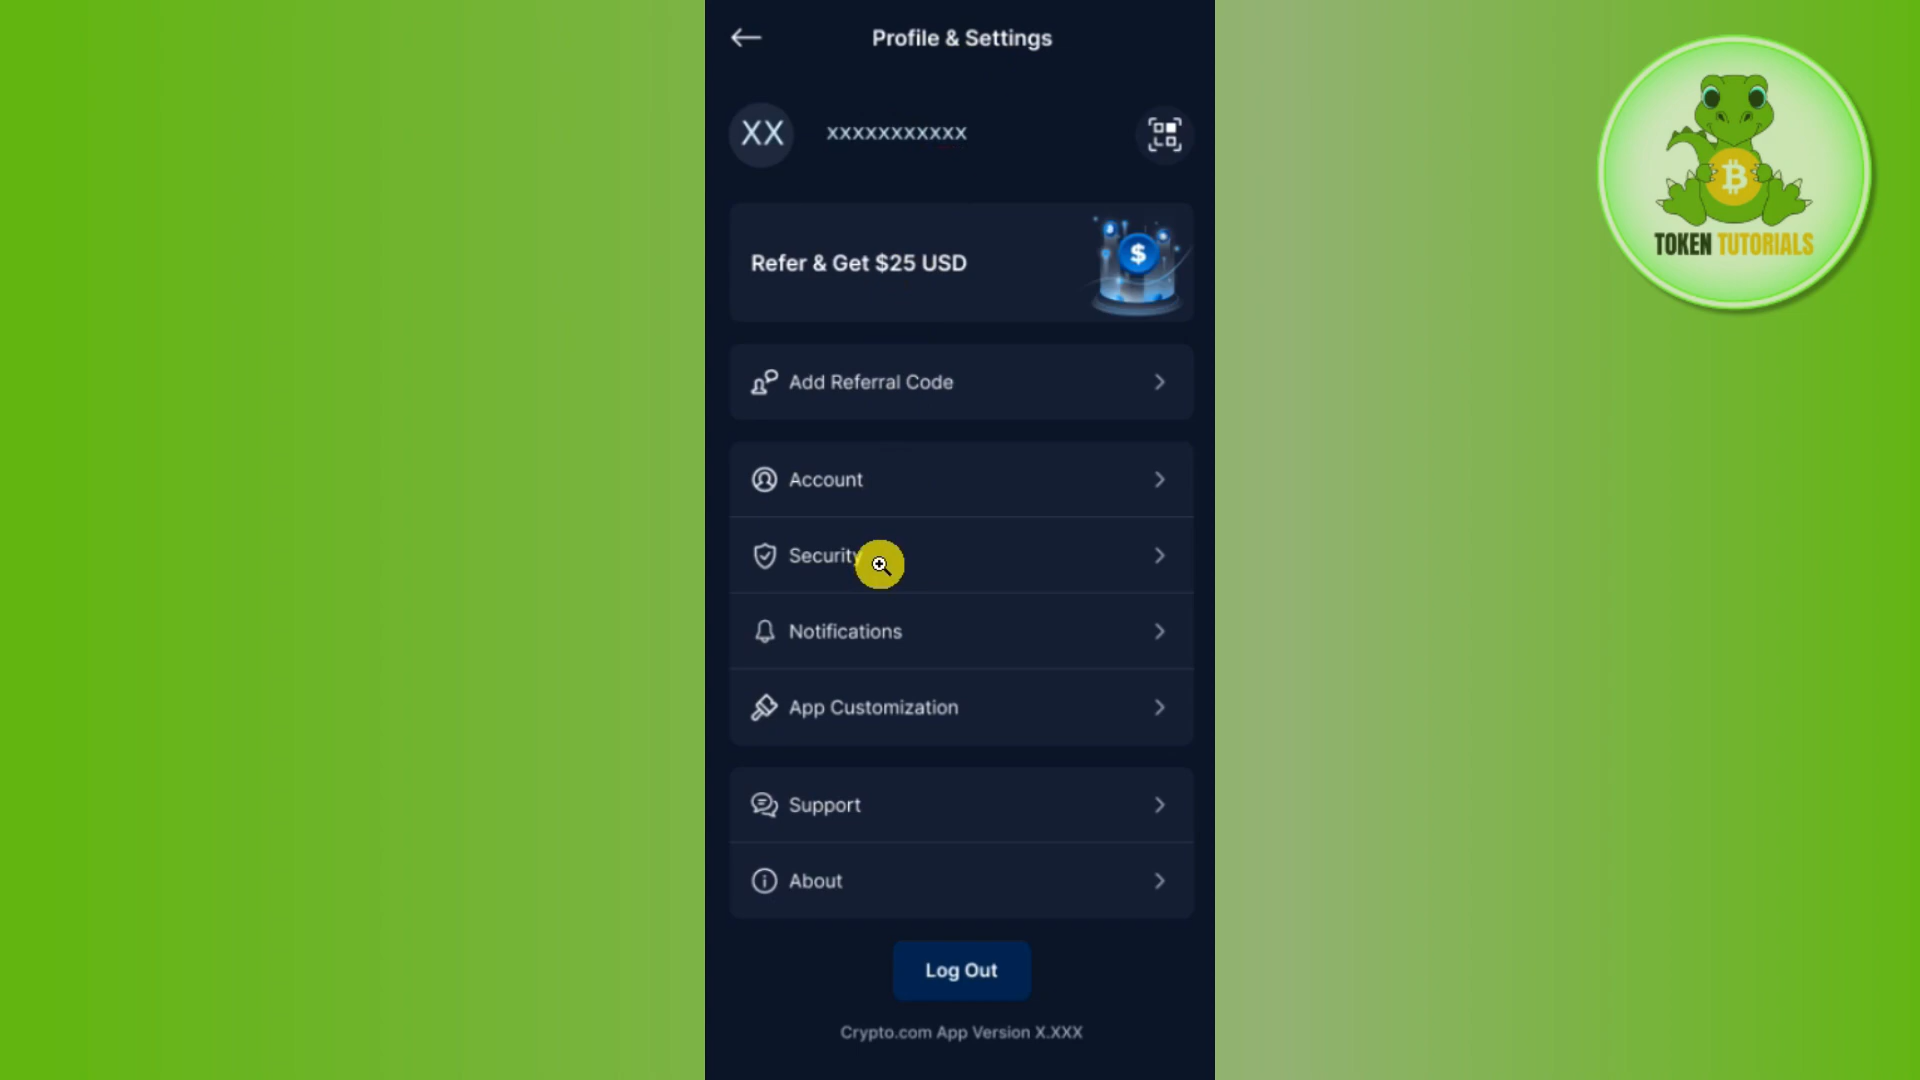 Profile & Settings
XX
xxxxxxxxxxx
Refer & Get $25 USD
$
Add Referral Code
Account
Security
Notifications
App Customization
Support
About
Log Out
Crypto.com App Version X.XXX
TOKEN TUTORIALS